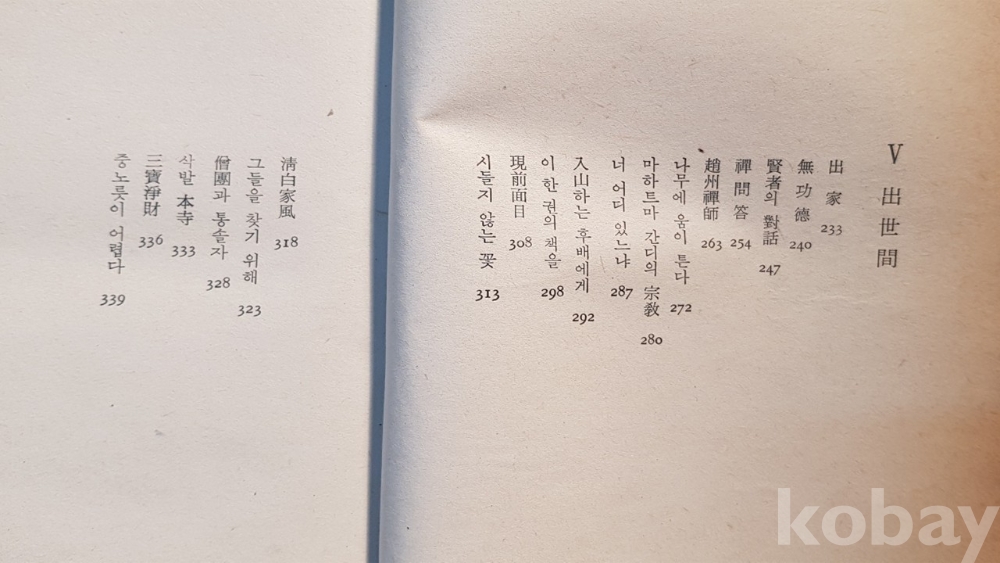 V 出世間
出家 233
無功德 240
賢者의 對話 247
禪問答 254
趙州禪師 263
나무에 움이 튼다 272
마하트마 간디의 宗敎 280
너 어디 있느냐 287
入山하는 후배에게 292
이 한 권의 책을 298
現前面目 308
시들지 않는 꽃 313
淸白家風 318
그들을 찾기 위해 323
僧團과 통솔자 328
삭발 本寺 333
三寶淨財 336
중노릇이 어렵다 339
kobay